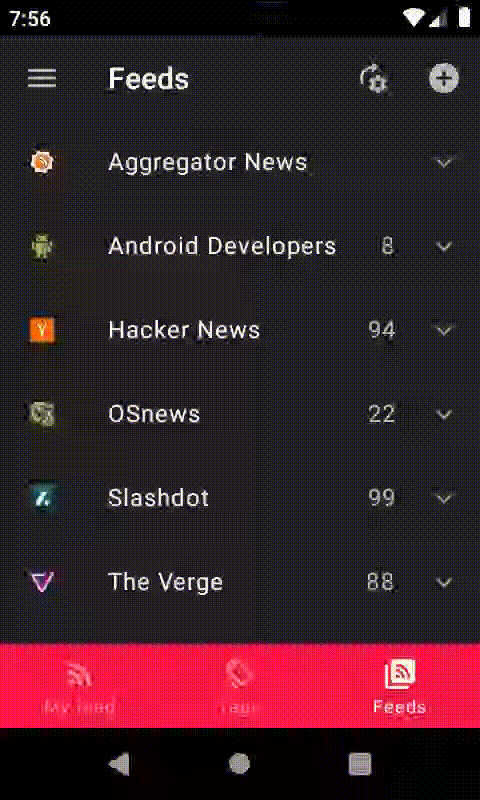 7:56
Feeds
Aggregator News
Android Developers 8
Hacker News 94
OSnews 22
Slashdot 99
The Verge 88
My feed Tags Feeds